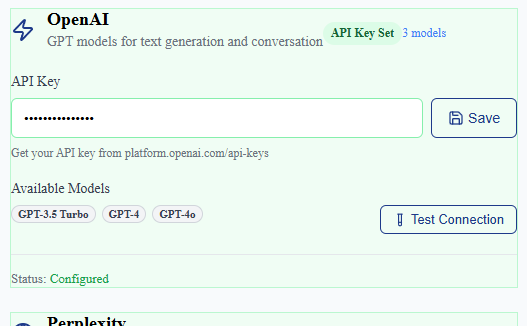 OpenAI
GPT models for text generation and conversation API Key Set 3 models
API Key
•••••••••••••••
Save
Get your API key from platform.openai.com/api-keys
Available Models
GPT-3.5 Turbo GPT-4 GPT-4o
Test Connection
Status: Configured
Perplexity